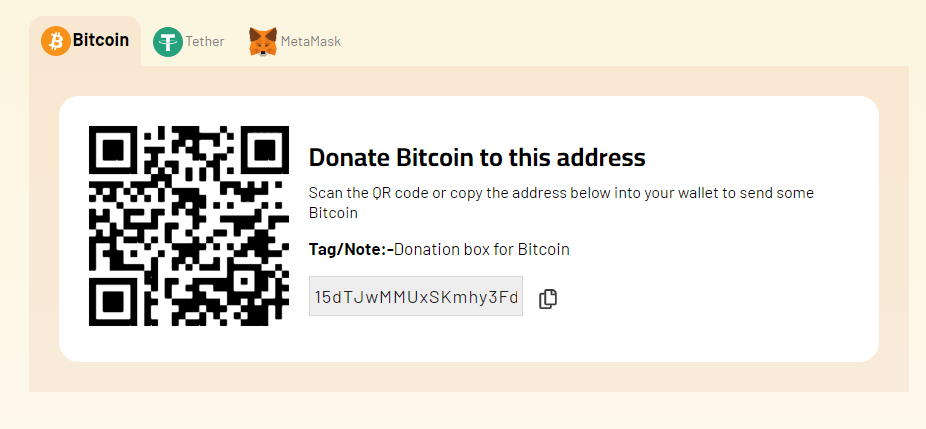 Bitcoin
Tether
MetaMask
Donate Bitcoin to this address
Scan the QR code or copy the address below into your wallet to send some
Bitcoin
Tag/Note:-Donation box for Bitcoin
15dTJwMMUxSKmhy3Fd